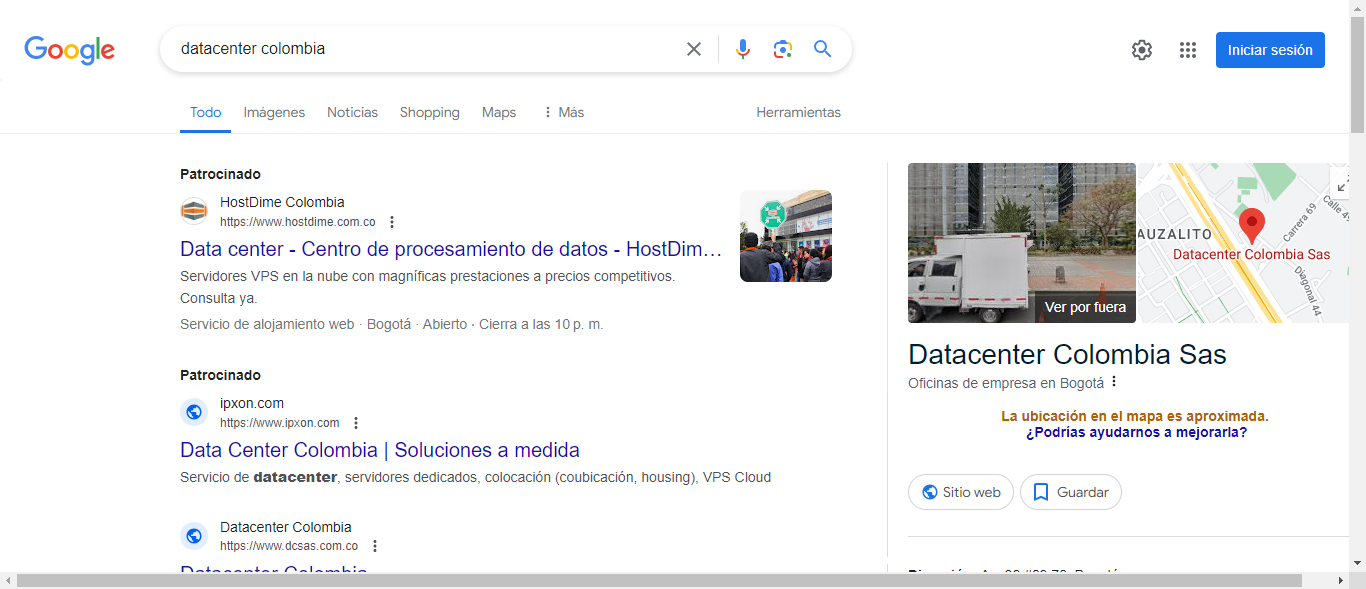 Google
datacenter colombia
Iniciar sesión
Todo Imágenes Noticias Shopping Maps Más Herramientas
Patrocinado
HostDime Colombia
https://www.hostdime.com.co
Data center - Centro de procesamiento de datos - HostDim…
Servidores VPS en la nube con magníficas prestaciones a precios competitivos.
Consulta ya.
Servicio de alojamiento web · Bogotá · Abierto · Cierra a las 10 p. m.
Patrocinado
ipxon.com
https://www.ipxon.com
Data Center Colombia | Soluciones a medida
Servicio de datacenter, servidores dedicados, colocación (coubicación, housing), VPS Cloud
Datacenter Colombia
https://www.dcsas.com.co
Datacenter Colombia
Ver por fuera
AUZALITO
Carrera 69
Calle
Diagonal 44
Datacenter Colombia Sas
Datacenter Colombia Sas
Oficinas de empresa en Bogotá
La ubicación en el mapa es aproximada.
¿Podrías ayudarnos a mejorarla?
Sitio web
Guardar